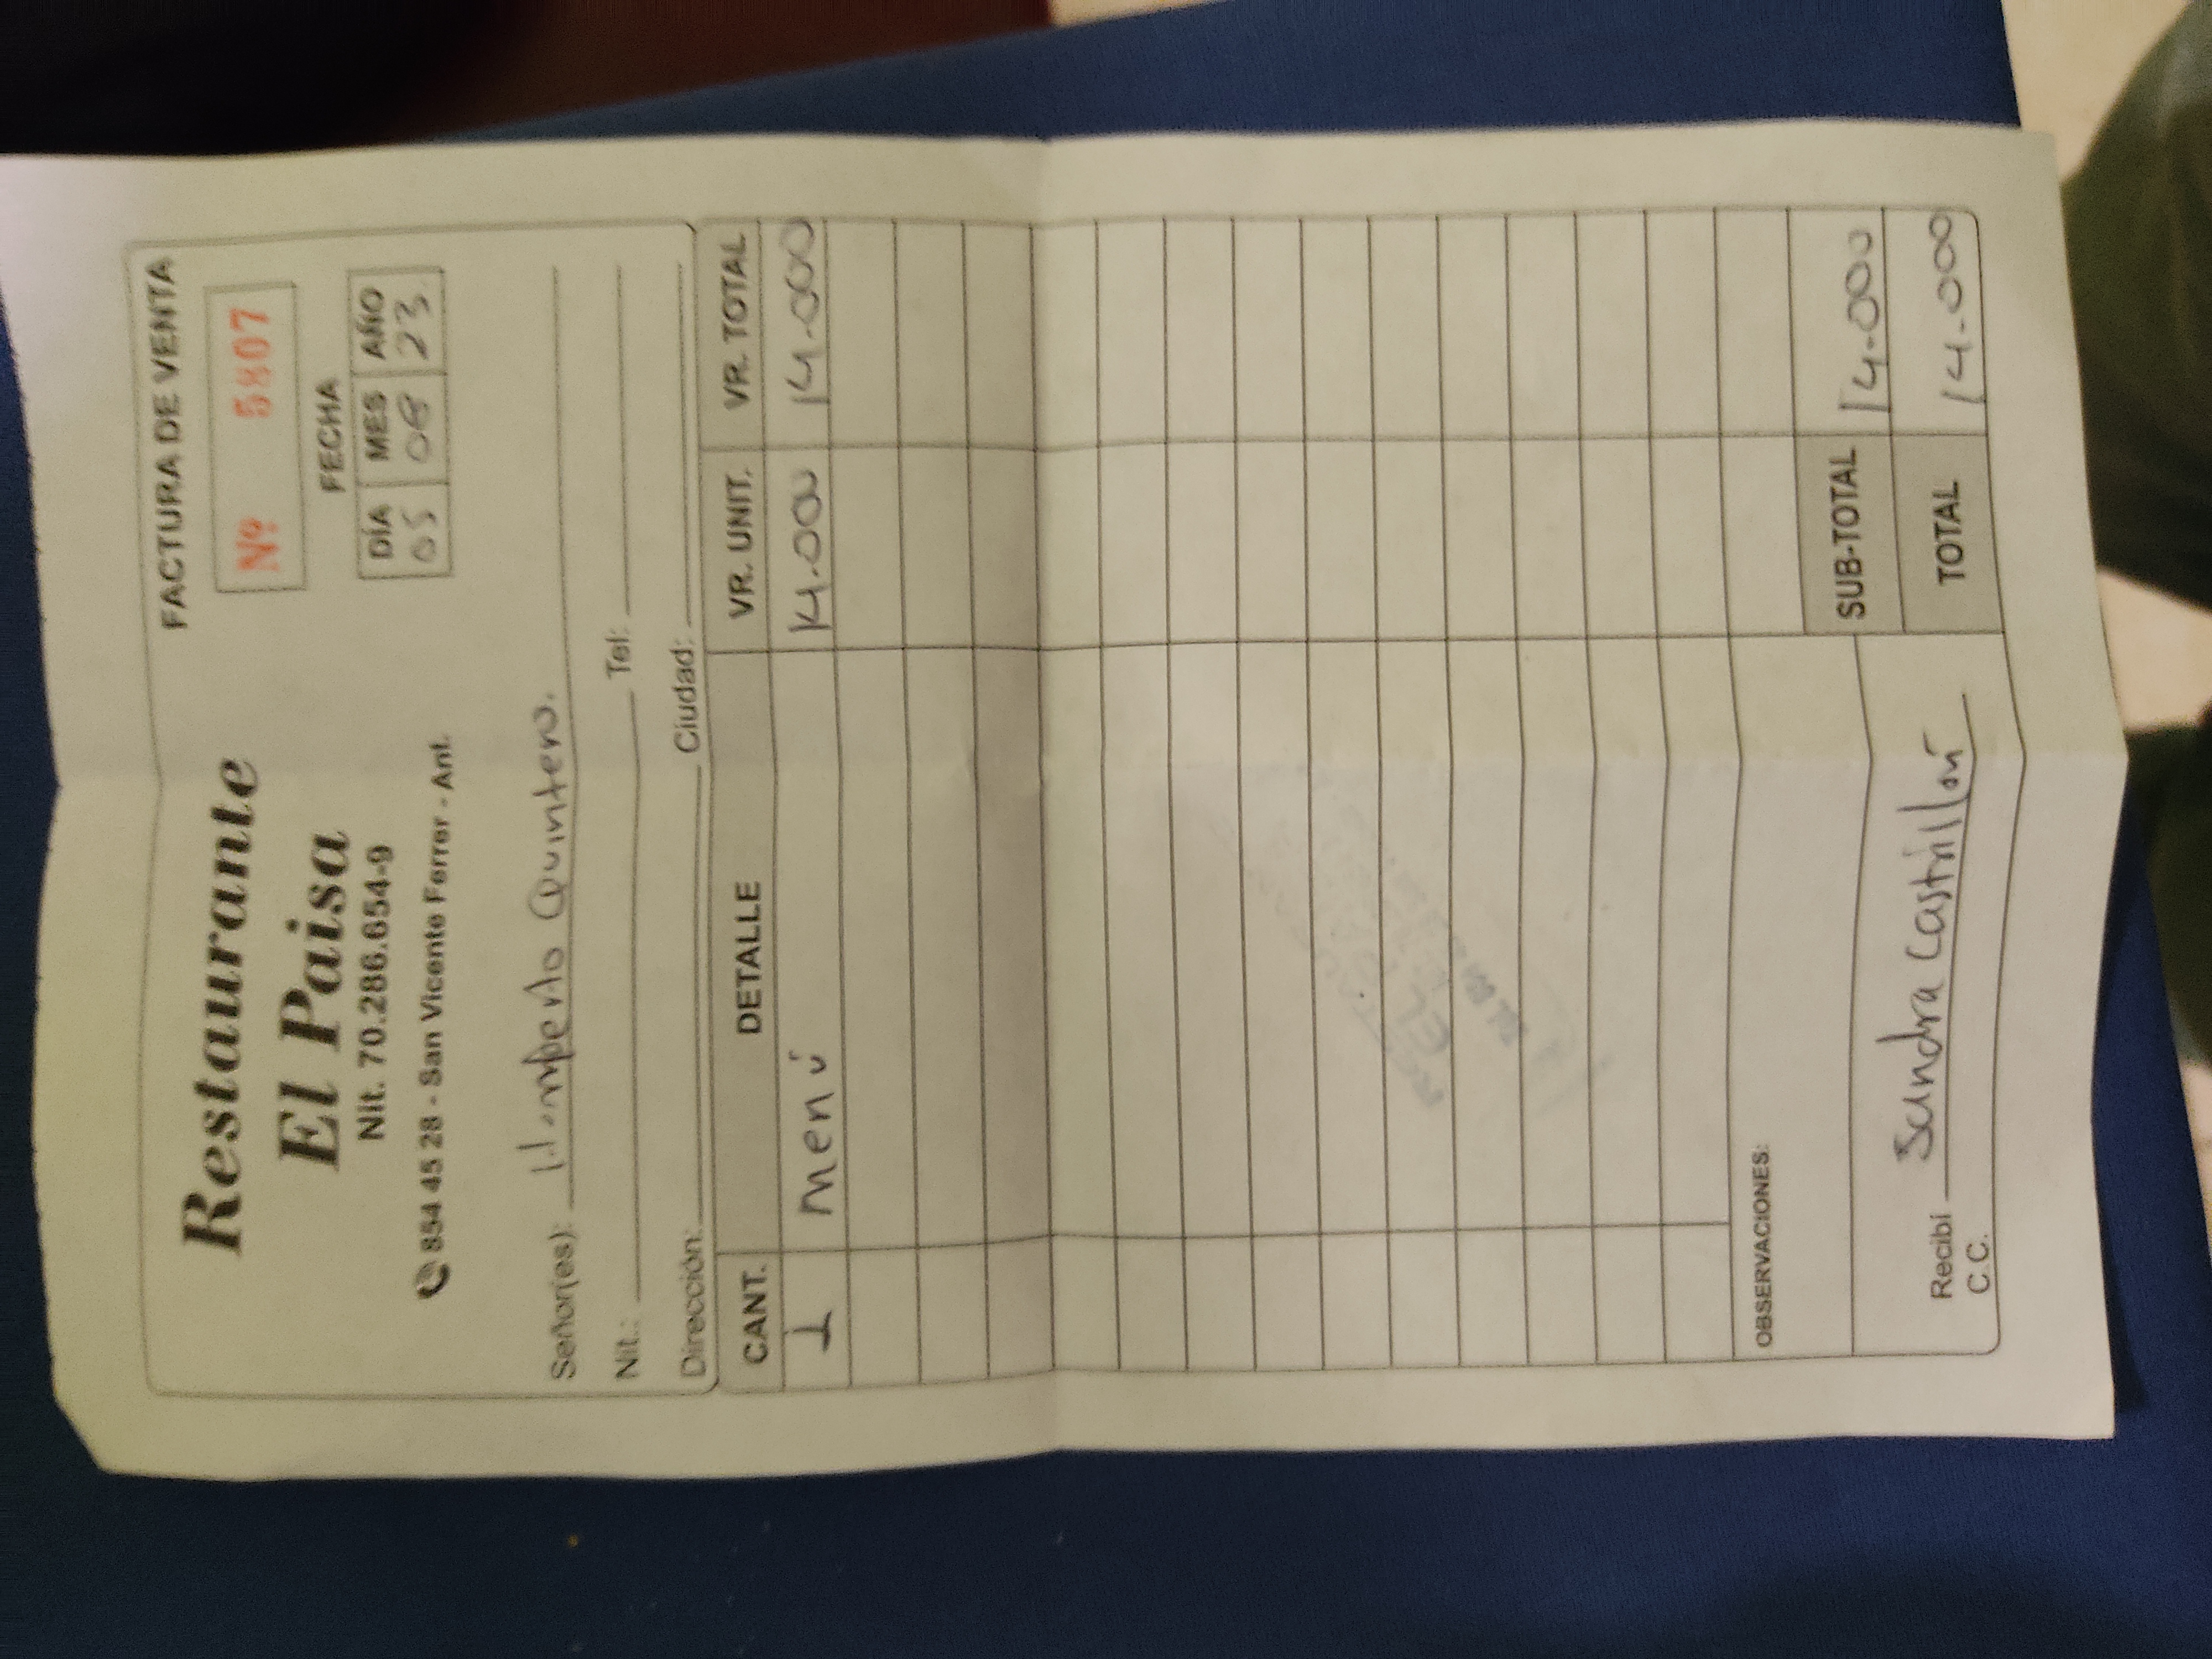 Restaurante
El Paisa
Nit. 70.286.654-9
854 45 28 - San Vicente Ferrer - Ant.
FACTURA DE VENTA
Nº 5807
FECHA
DÍA MES AÑO
05 08 23
Señor(es): Humberto Quintero.
Nit.: Tel:
Dirección: Ciudad:
CANT. DETALLE VR. UNIT. VR. TOTAL
1 Menú 14.000 14.000
OBSERVACIONES:
SUB-TOTAL 14.000
TOTAL 14.000
Recibí Sandra Castrillón
C.C.